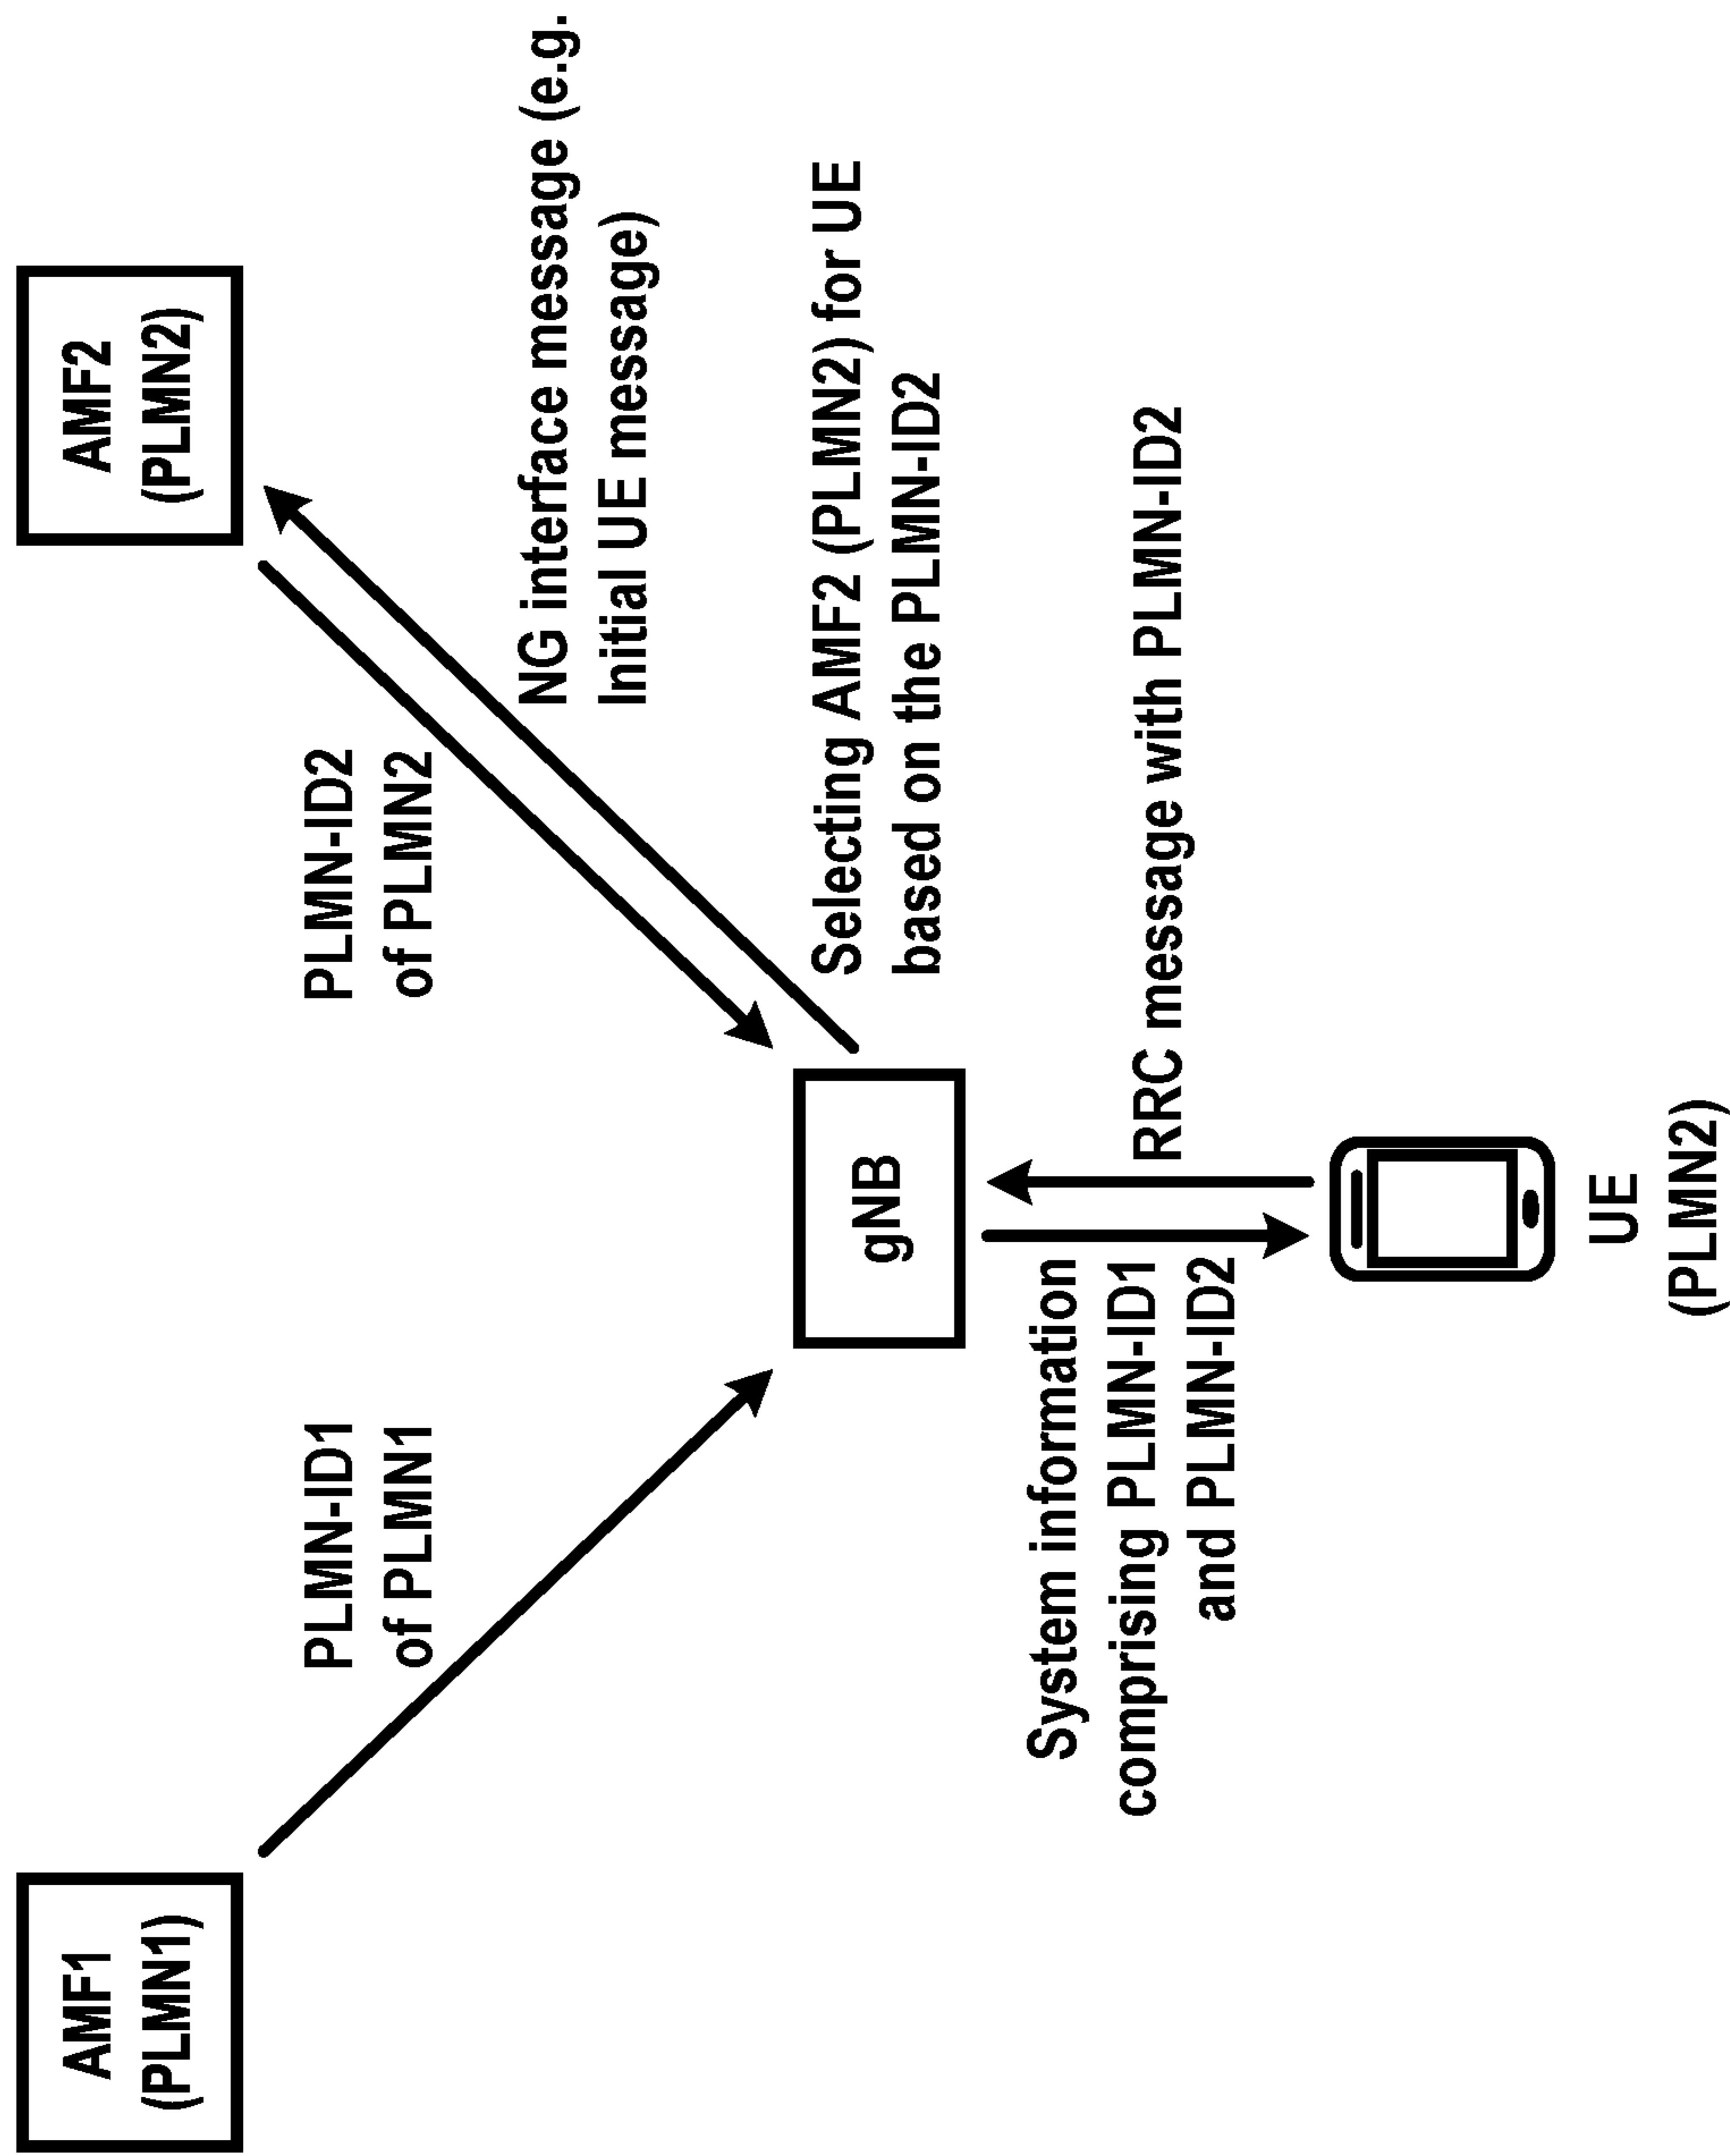 AMF1
(PLMN1)
AMF2
(PLMN2)
PLMN-ID1
of PLMN1
PLMN-ID2
of PLMN2
NG interface message (e.g.
Initial UE message)
gNB
Selecting AMF2 (PLMN2) for UE
based on the PLMN-ID2
System information
comprising PLMN-ID1
and PLMN-ID2
RRC message with PLMN-ID2
UE
(PLMN2)